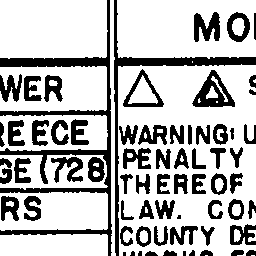 MO
WER
REECE
GE (728)
RS
WARNING: U
PENALTY
THEREOF
LAW. CON
COUNTY DE